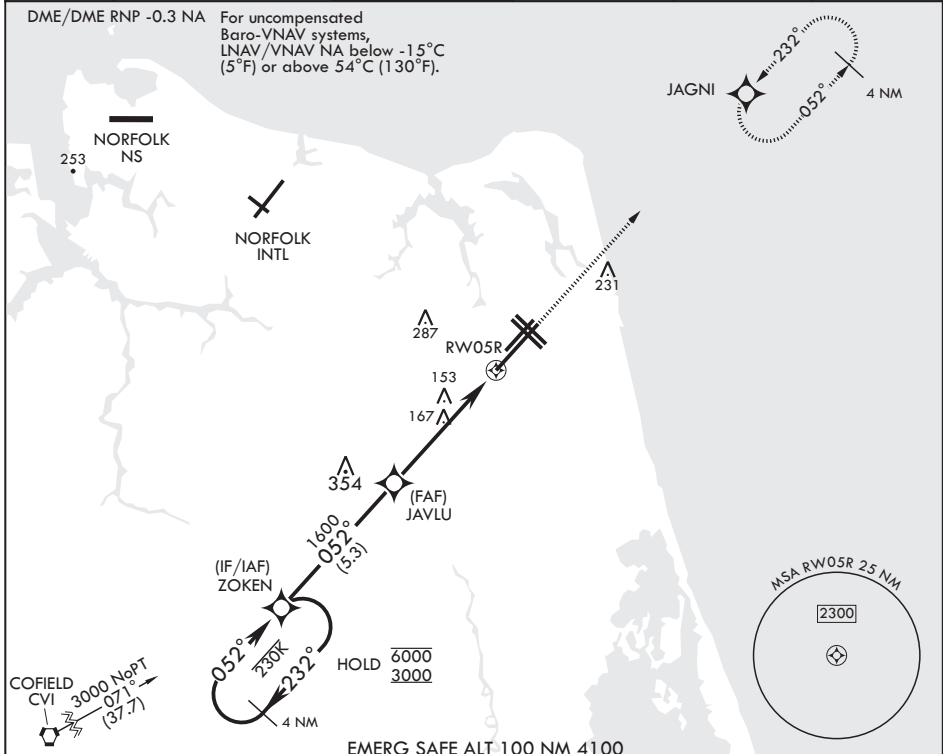 DME/DME RNP -0.3 NA
For uncompensated
Baro-VNAV systems,
LNAV/VNAV NA below -15°C
(5°F) or above 54°C (130°F).
JAGNI
232°
052°
4 NM
NORFOLK
NS
253
NORFOLK
INTL
231
287
RW05R
153
167
354
(FAF)
JAVLU
1600
052°
(5.3)
(IF/IAF)
ZOKEN
052°
230K
232°
HOLD
6000
3000
4 NM
COFIELD
CVI
3000 NoPT
071°
(37.7)
MSA RW05R 25 NM
2300
EMERG SAFE ALT 100 NM 4100